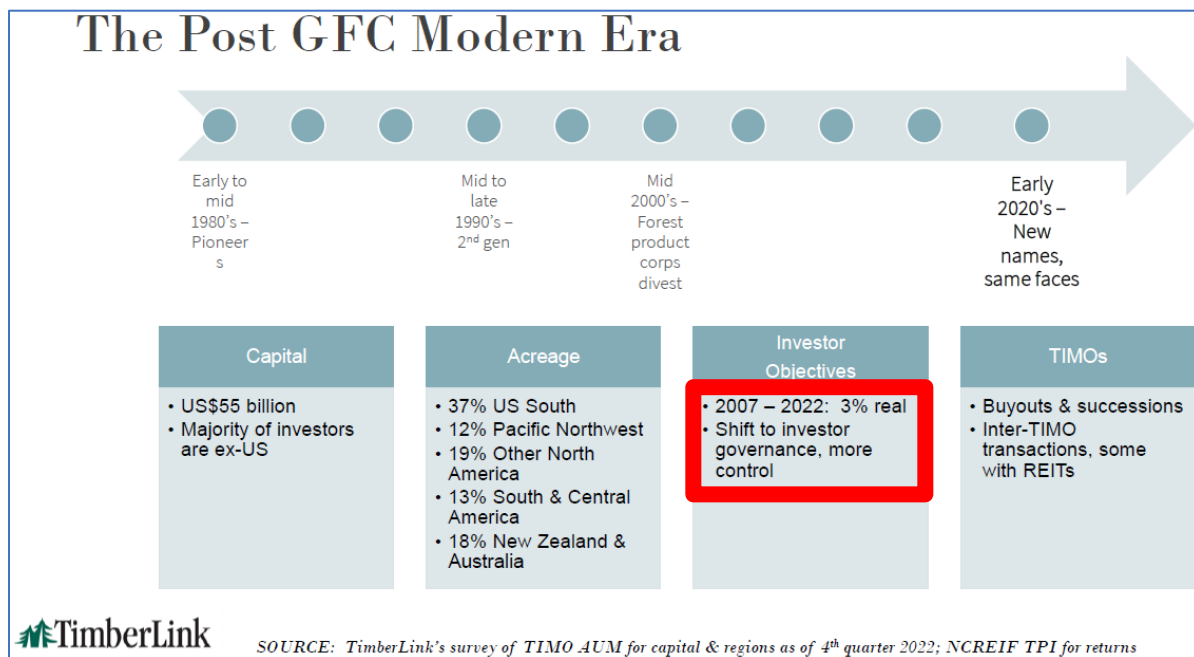 The Post GFC Modern Era
Early to
mid
1980's –
Pioneer
s
Mid to
late
1990's –
2nd gen
Mid
2000's –
Forest
product
corps
divest
Early
2020's –
New
names,
same faces
Capital
• US$55 billion
• Majority of investors
are ex-US
Acreage
• 37% US South
• 12% Pacific Northwest
• 19% Other North
America
• 13% South & Central
America
• 18% New Zealand &
Australia
Investor
Objectives
• 2007 – 2022: 3% real
• Shift to investor
governance, more
control
TIMOs
• Buyouts & successions
• Inter-TIMO
transactions, some
with REITs
TimberLink
SOURCE: TimberLink's survey of TIMO AUM for capital & regions as of 4th quarter 2022; NCREIF TPI for returns